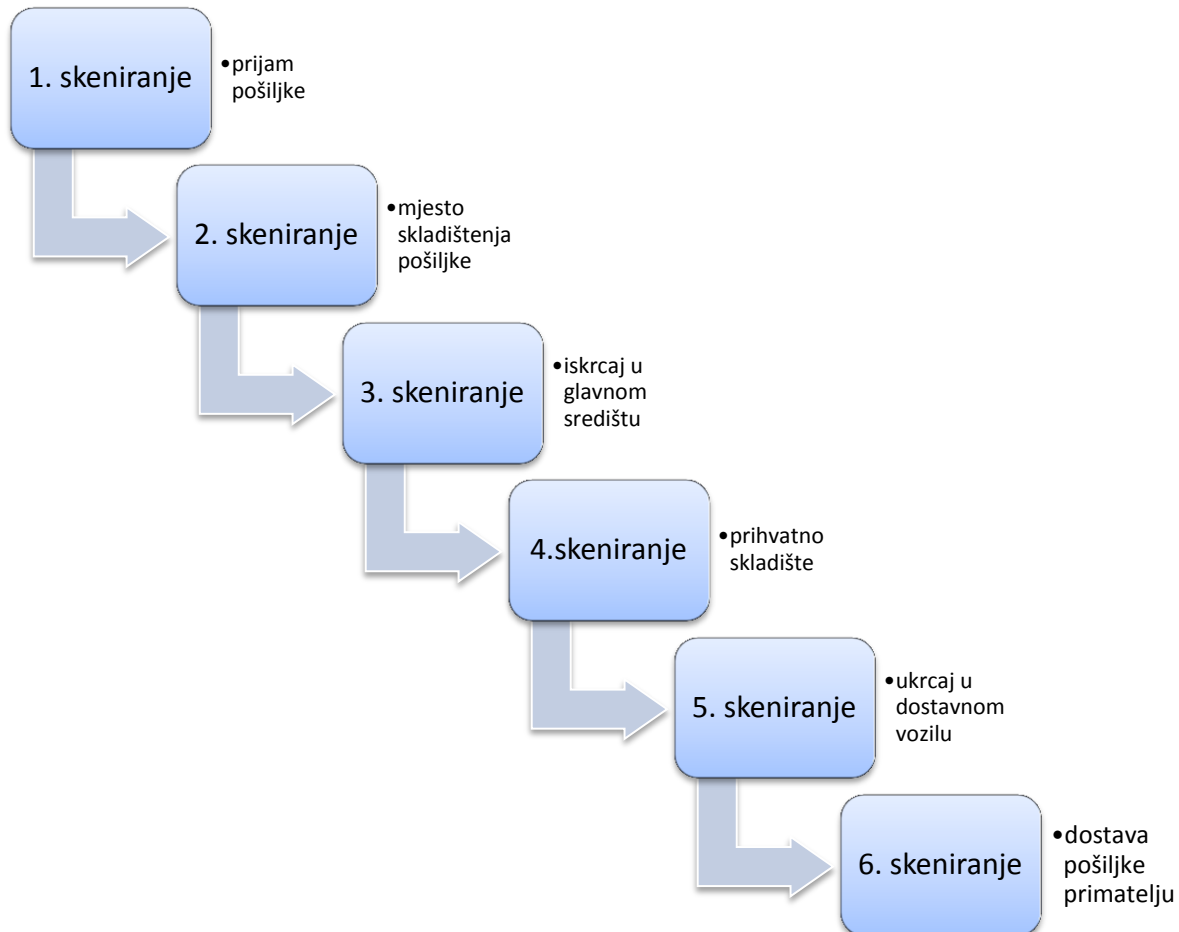 1. skeniranje
•prijam
pošiljke
2. skeniranje
•mjesto
skladištenja
pošiljke
3. skeniranje
•iskrcaj u
glavnom
središtu
4.skeniranje
•prihvatno
skladište
5. skeniranje
•ukrcaj u
dostavnom
vozilu
6. skeniranje
•dostava
pošiljke
primatelju